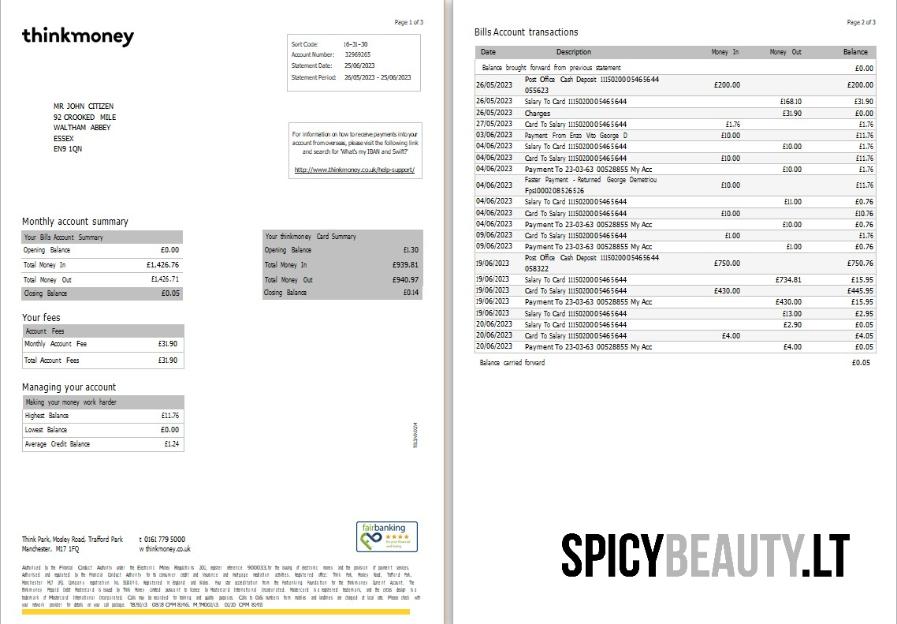 thinkmoney
Page 1 of 3
Sort Code: 16-31-30
Account Number: 32969265
Statement Date: 25/06/2023
Statement Period: 26/05/2023 - 25/06/2023
MR JOHN CITIZEN
92 CROOKED MILE
WALTHAM ABBEY
ESSEX
EN9 1QN
For information on how to receive payments into your
account from overseas, please visit the following link
and search for 'What's my IBAN and Swift?'
http://www.thinkmoney.co.uk/help-support/
Monthly account summary
Your Bills Account Summary
Opening Balance £0.00
Total Money In £1,426.76
Total Money Out £1,426.71
Closing Balance £0.05
Your thinkmoney Card Summary
Opening Balance £1.30
Total Money In £939.81
Total Money Out £940.97
Closing Balance £0.14
Your fees
Account Fees
Monthly Account Fee £31.90
Total Account Fees £31.90
Managing your account
Making your money work harder
Highest Balance £11.76
Lowest Balance £0.00
Average Credit Balance £1.24
Think Park, Mosley Road, Trafford Park t 0161 779 5000
Manchester, M17 1FQ w thinkmoney.co.uk
fairbanking
Page 2 of 3
Bills Account transactions
Date Description Money In Money Out Balance
Balance brought forward from previous statement £0.00
26/05/2023 Post Office Cash Deposit 1115020005465644 £200.00 £200.00
055623
26/05/2023 Salary To Card 1115020005465644 £168.10 £31.90
26/05/2023 Charges £31.90 £0.00
27/05/2023 Card To Salary 1115020005465644 £1.76 £1.76
03/06/2023 Payment From Enzo Vito George D £10.00 £11.76
04/06/2023 Salary To Card 1115020005465644 £10.00 £1.76
04/06/2023 Card To Salary 1115020005465644 £10.00 £11.76
04/06/2023 Payment To 23-03-63 00528855 My Acc £10.00 £1.76
04/06/2023 Faster Payment - Returned George Demetriou £10.00 £11.76
Fpsl000208526526
04/06/2023 Salary To Card 1115020005465644 £11.00 £0.76
04/06/2023 Card To Salary 1115020005465644 £10.00 £10.76
04/06/2023 Payment To 23-03-63 00528855 My Acc £10.00 £0.76
09/06/2023 Card To Salary 1115020005465644 £1.00 £1.76
09/06/2023 Payment To 23-03-63 00528855 My Acc £1.00 £0.76
19/06/2023 Post Office Cash Deposit 1115020005465644 £750.00 £750.76
058322
19/06/2023 Salary To Card 1115020005465644 £734.81 £15.95
19/06/2023 Card To Salary 1115020005465644 £430.00 £445.95
19/06/2023 Payment To 23-03-63 00528855 My Acc £430.00 £15.95
19/06/2023 Salary To Card 1115020005465644 £13.00 £2.95
20/06/2023 Salary To Card 1115020005465644 £2.90 £0.05
20/06/2023 Card To Salary 1115020005465644 £4.00 £4.05
20/06/2023 Payment To 23-03-63 00528855 My Acc £4.00 £0.05
Balance carried forward £0.05
SPICYBEAUTY.LT